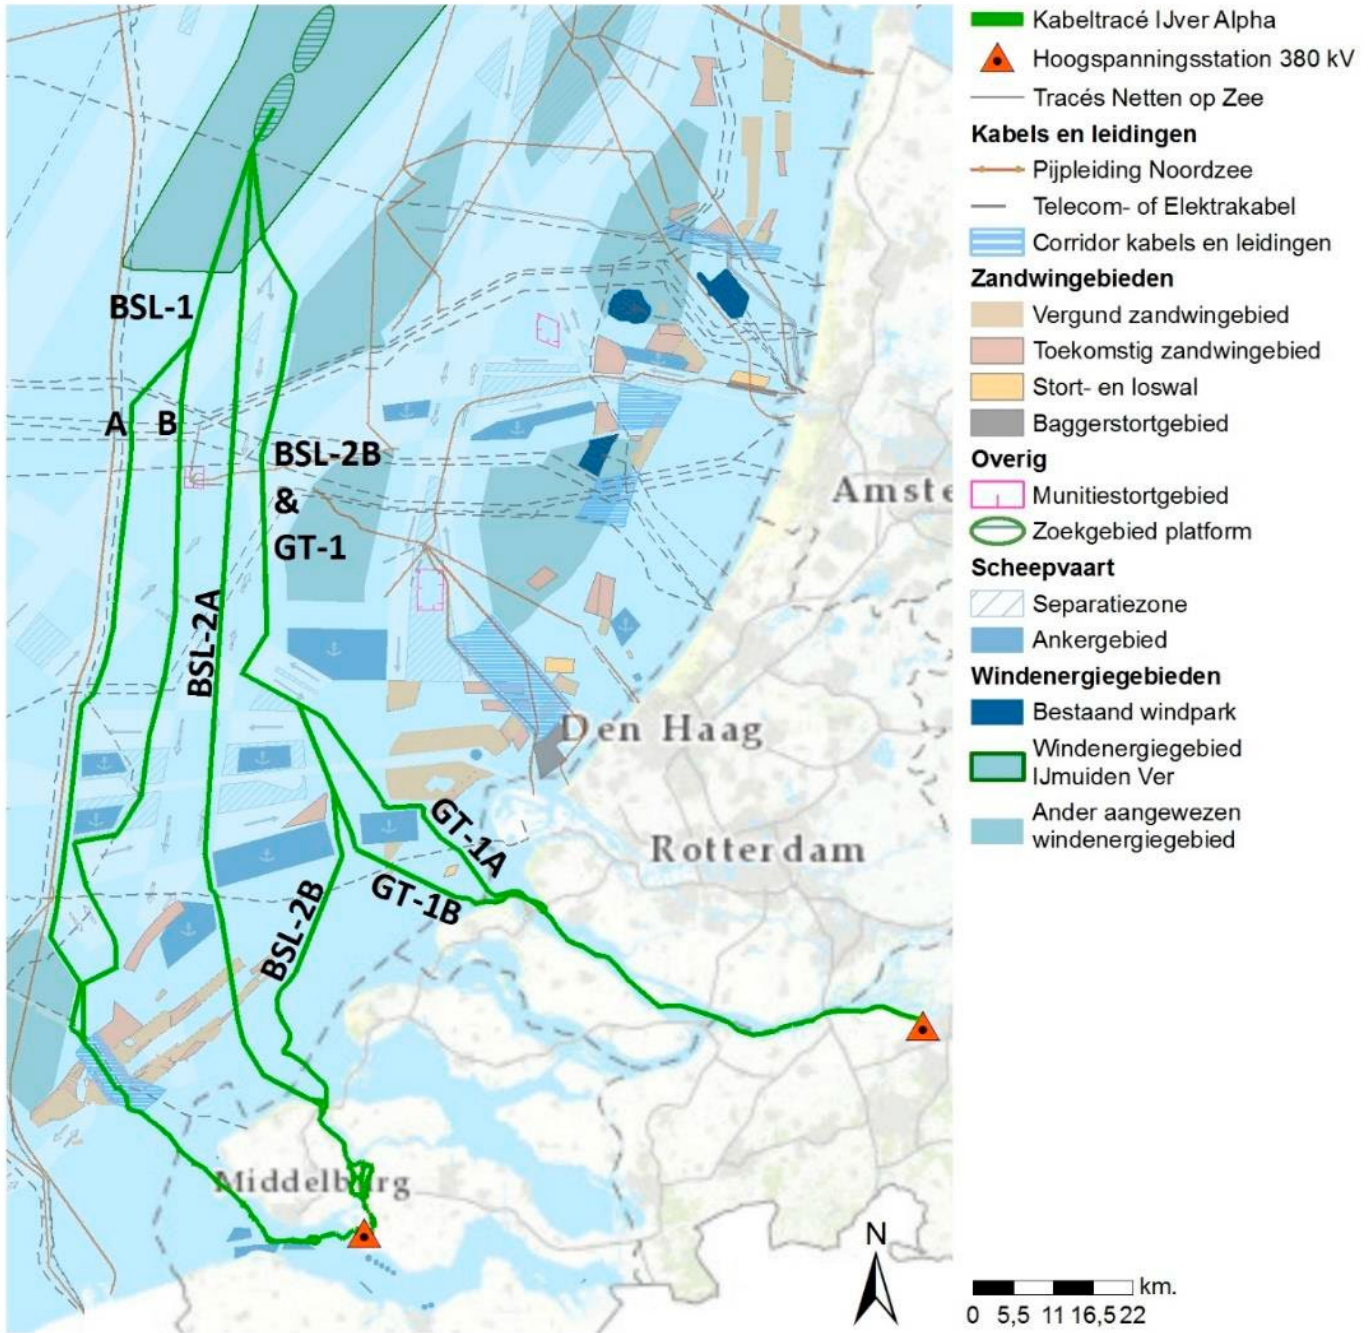 BSL-1
A
B
BSL-2B
&
GT-1
BSL-2A
Amste
Den Haag
GT-1A
Rotterdam
GT-1B
BSL-2B
Middelburg
N
Kabeltracé IJver Alpha
Hoogspanningsstation 380 kV
Tracés Netten op Zee
Kabels en leidingen
Pijpleiding Noordzee
Telecom- of Elektrakabel
Corridor kabels en leidingen
Zandwingebieden
Vergund zandwingebied
Toekomstig zandwingebied
Stort- en loswal
Baggerstortgebied
Overig
Munitiestortgebied
Zoekgebied platform
Scheepvaart
Separatiezone
Ankergebied
Windenergiegebieden
Bestaand windpark
Windenergiegebied
IJmuiden Ver
Ander aangewezen
windenergiegebied
km.
0 5,5 11 16,5 22